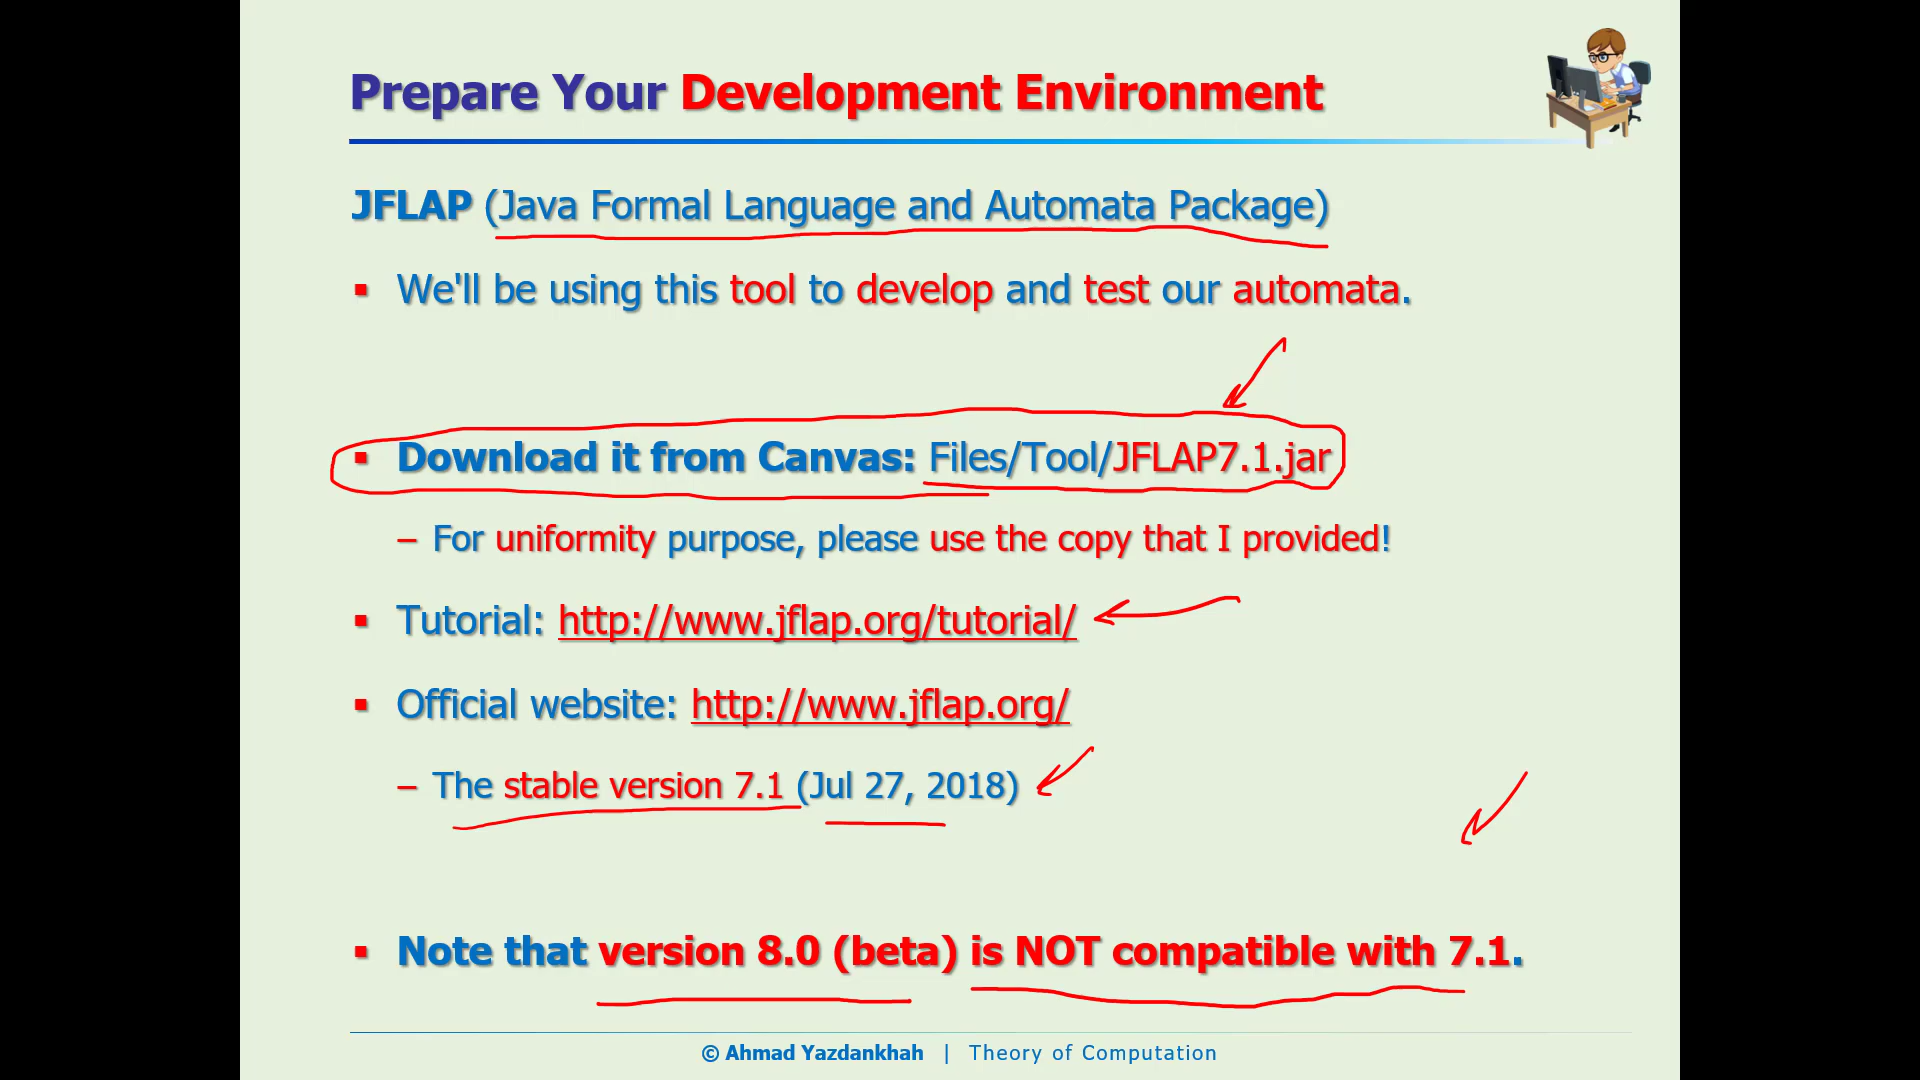 Prepare Your Development Environment
JFLAP (Java Formal Language and Automata Package)
▪ We'll be using this tool to develop and test our automata.
▪ Download it from Canvas: Files/Tool/JFLAP7.1.jar
– For uniformity purpose, please use the copy that I provided!
▪ Tutorial: http://www.jflap.org/tutorial/
▪ Official website: http://www.jflap.org/
– The stable version 7.1 (Jul 27, 2018)
▪ Note that version 8.0 (beta) is NOT compatible with 7.1.
© Ahmad Yazdankhah | Theory of Computation